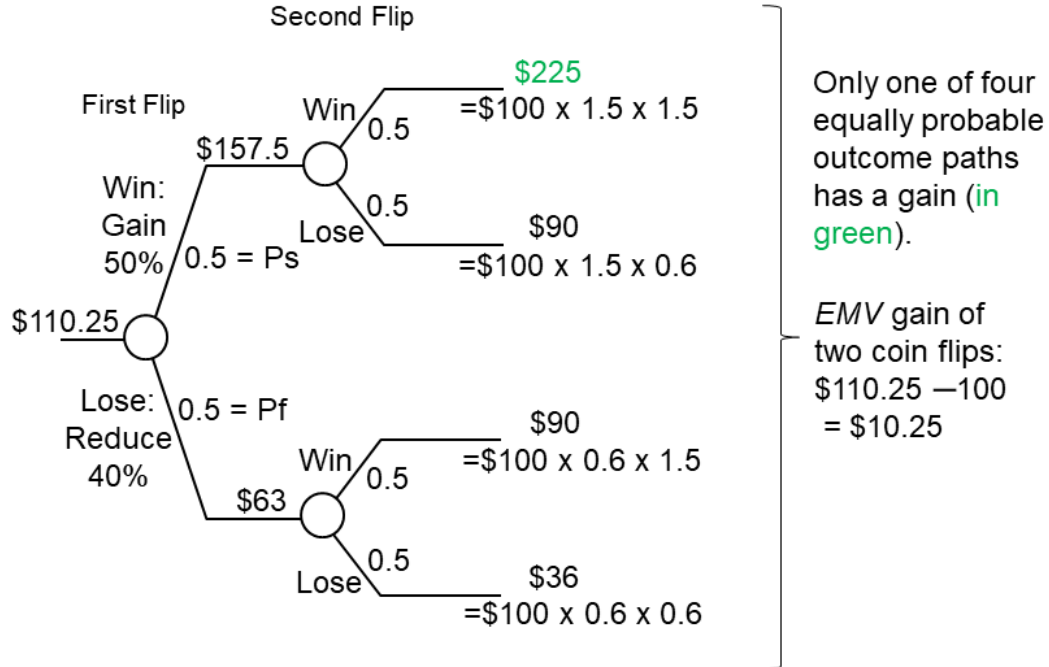 Second Flip
First Flip
Win:
Gain
50%
0.5 = Ps
$110.25
Lose:
Reduce
40%
0.5 = Pf
$157.5
Win
0.5
$225
=$100 x 1.5 x 1.5
0.5
Lose
$90
=$100 x 1.5 x 0.6
$63
Win
0.5
$90
=$100 x 0.6 x 1.5
0.5
Lose
$36
=$100 x 0.6 x 0.6
Only one of four
equally probable
outcome paths
has a gain (in
green).
EMV gain of
two coin flips:
$110.25 —100
= $10.25